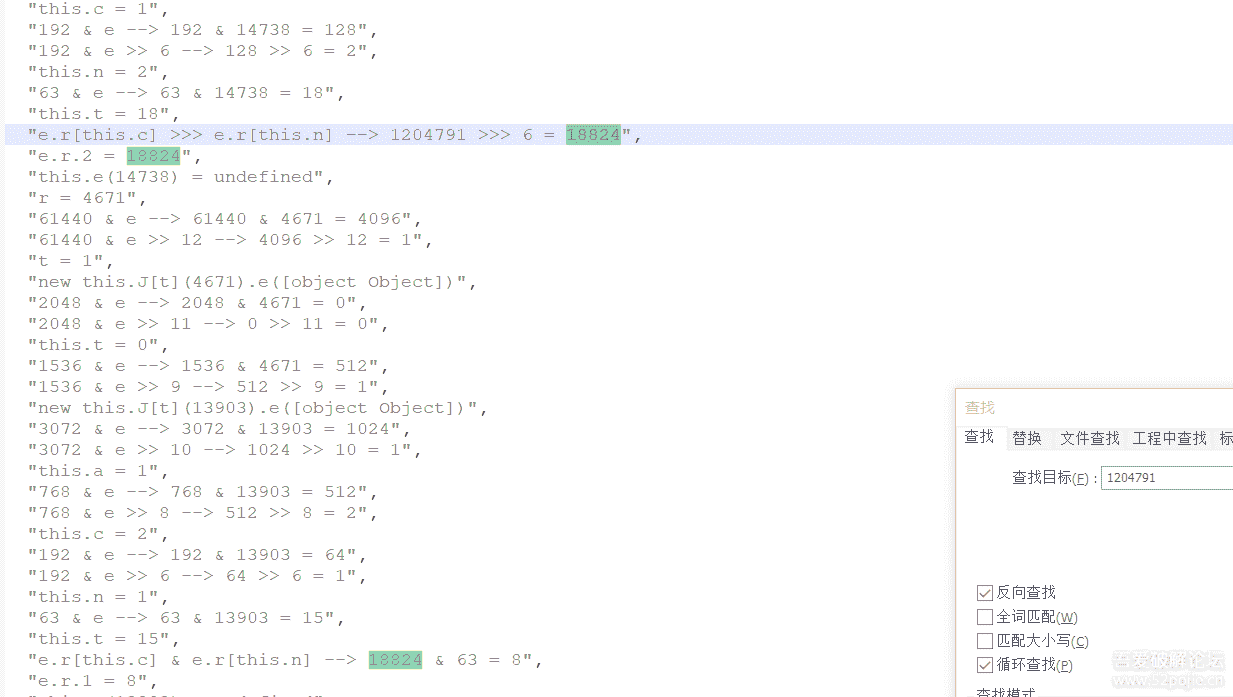 "this.c = 1",
"192 & e --> 192 & 14738 = 128",
"192 & e >> 6 --> 128 >> 6 = 2",
"this.n = 2",
"63 & e --> 63 & 14738 = 18",
"this.t = 18",
"e.r[this.c] >>> e.r[this.n] --> 1204791 >>> 6 = 18824",
"e.r.2 = 18824",
"this.e(14738) = undefined",
"r = 4671",
"61440 & e --> 61440 & 4671 = 4096",
"61440 & e >> 12 --> 4096 >> 12 = 1",
"t = 1",
"new this.J[t](4671).e([object Object])",
"2048 & e --> 2048 & 4671 = 0",
"2048 & e >> 11 --> 0 >> 11 = 0",
"this.t = 0",
"1536 & e --> 1536 & 4671 = 512",
"1536 & e >> 9 --> 512 >> 9 = 1",
"new this.J[t](13903).e([object Object])",
"3072 & e --> 3072 & 13903 = 1024",
"3072 & e >> 10 --> 1024 >> 10 = 1",
"this.a = 1",
"768 & e --> 768 & 13903 = 512",
"768 & e >> 8 --> 512 >> 8 = 2",
"this.c = 2",
"192 & e --> 192 & 13903 = 64",
"192 & e >> 6 --> 64 >> 6 = 1",
"this.n = 1",
"63 & e --> 63 & 13903 = 15",
"this.t = 15",
"e.r[this.c] & e.r[this.n] --> 18824 & 63 = 8",
"e.r.1 = 8",
查找
查找 替换 文件查找 工程中查找 标
查找目标(F) : 1204791
反向查找
全词匹配(W)
匹配大小写(C)
循环查找(P)
查找模式
吾爱破解论坛
www.52pojie.cn